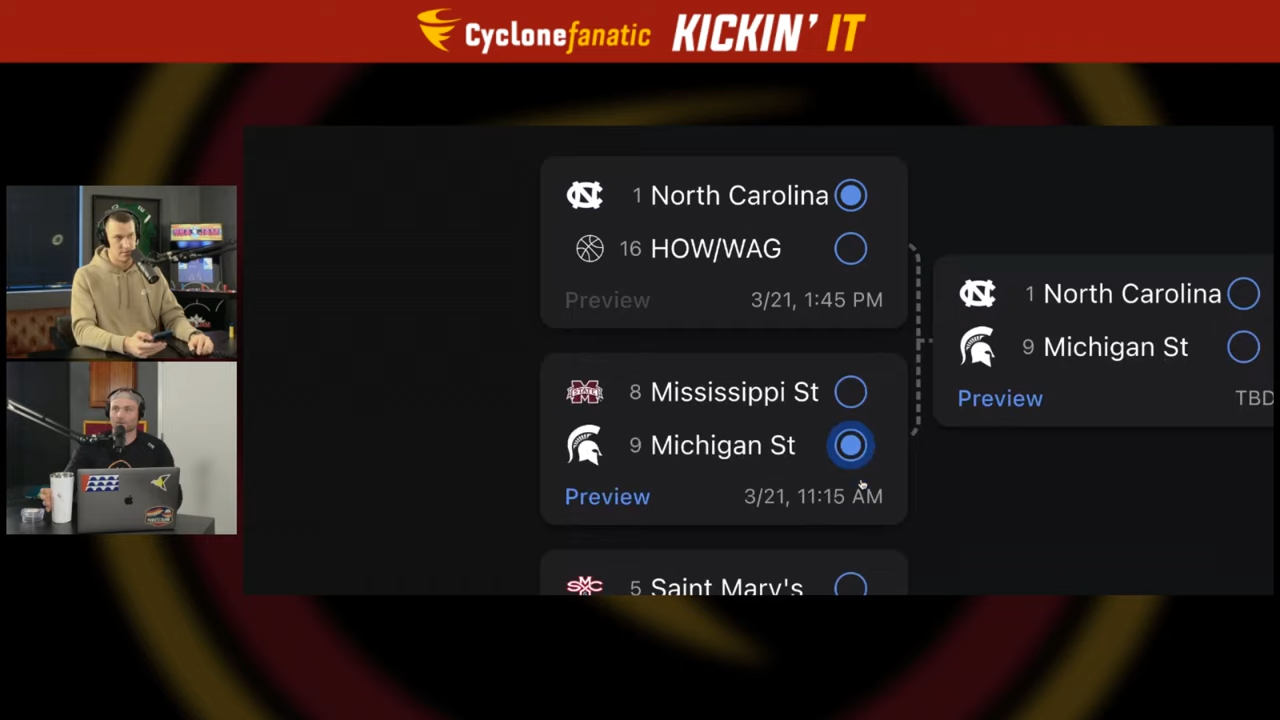 Cyclonefanatic KICKIN' IT
1 North Carolina
16 HOW/WAG
Preview 3/21, 1:45 PM
8 Mississippi St
9 Michigan St
Preview 3/21, 11:15 AM
5 Saint Mary's
1 North Carolina
9 Michigan St
Preview TBD